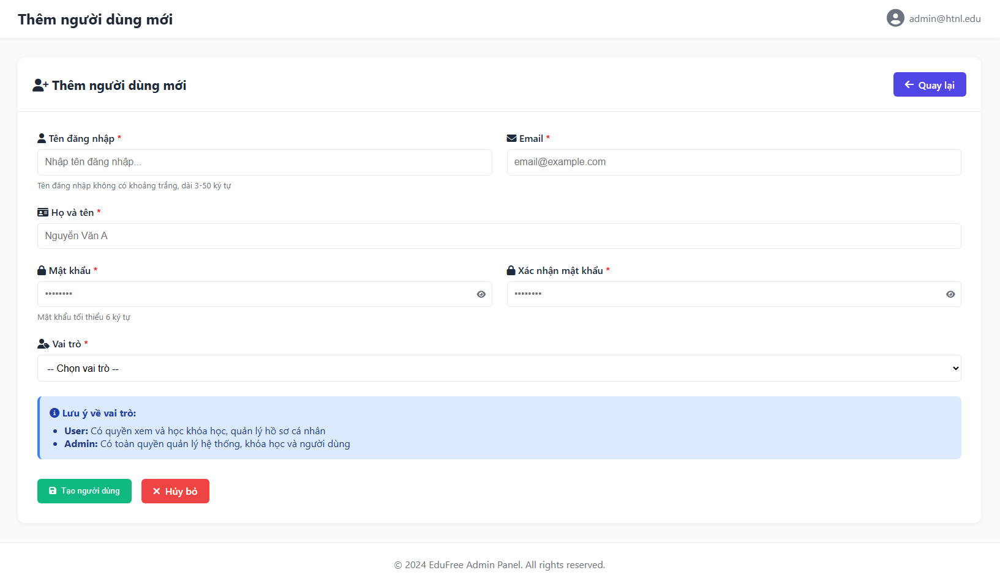 Thêm người dùng mới
admin@htnl.edu
Thêm người dùng mới
Quay lại
Tên đăng nhập *
Email *
Nhập tên đăng nhập...
email@example.com
Tên đăng nhập không có khoảng trắng, dài 3-50 ký tự
Họ và tên *
Nguyễn Văn A
Mật khẩu *
Xác nhận mật khẩu *
••••••••
••••••••
Mật khẩu tối thiểu 6 ký tự
Vai trò *
-- Chọn vai trò --
Lưu ý về vai trò:
• User: Có quyền xem và học khóa học, quản lý hồ sơ cá nhân
• Admin: Có toàn quyền quản lý hệ thống, khóa học và người dùng
Tạo người dùng
Hủy bỏ
© 2024 EduFree Admin Panel. All rights reserved.